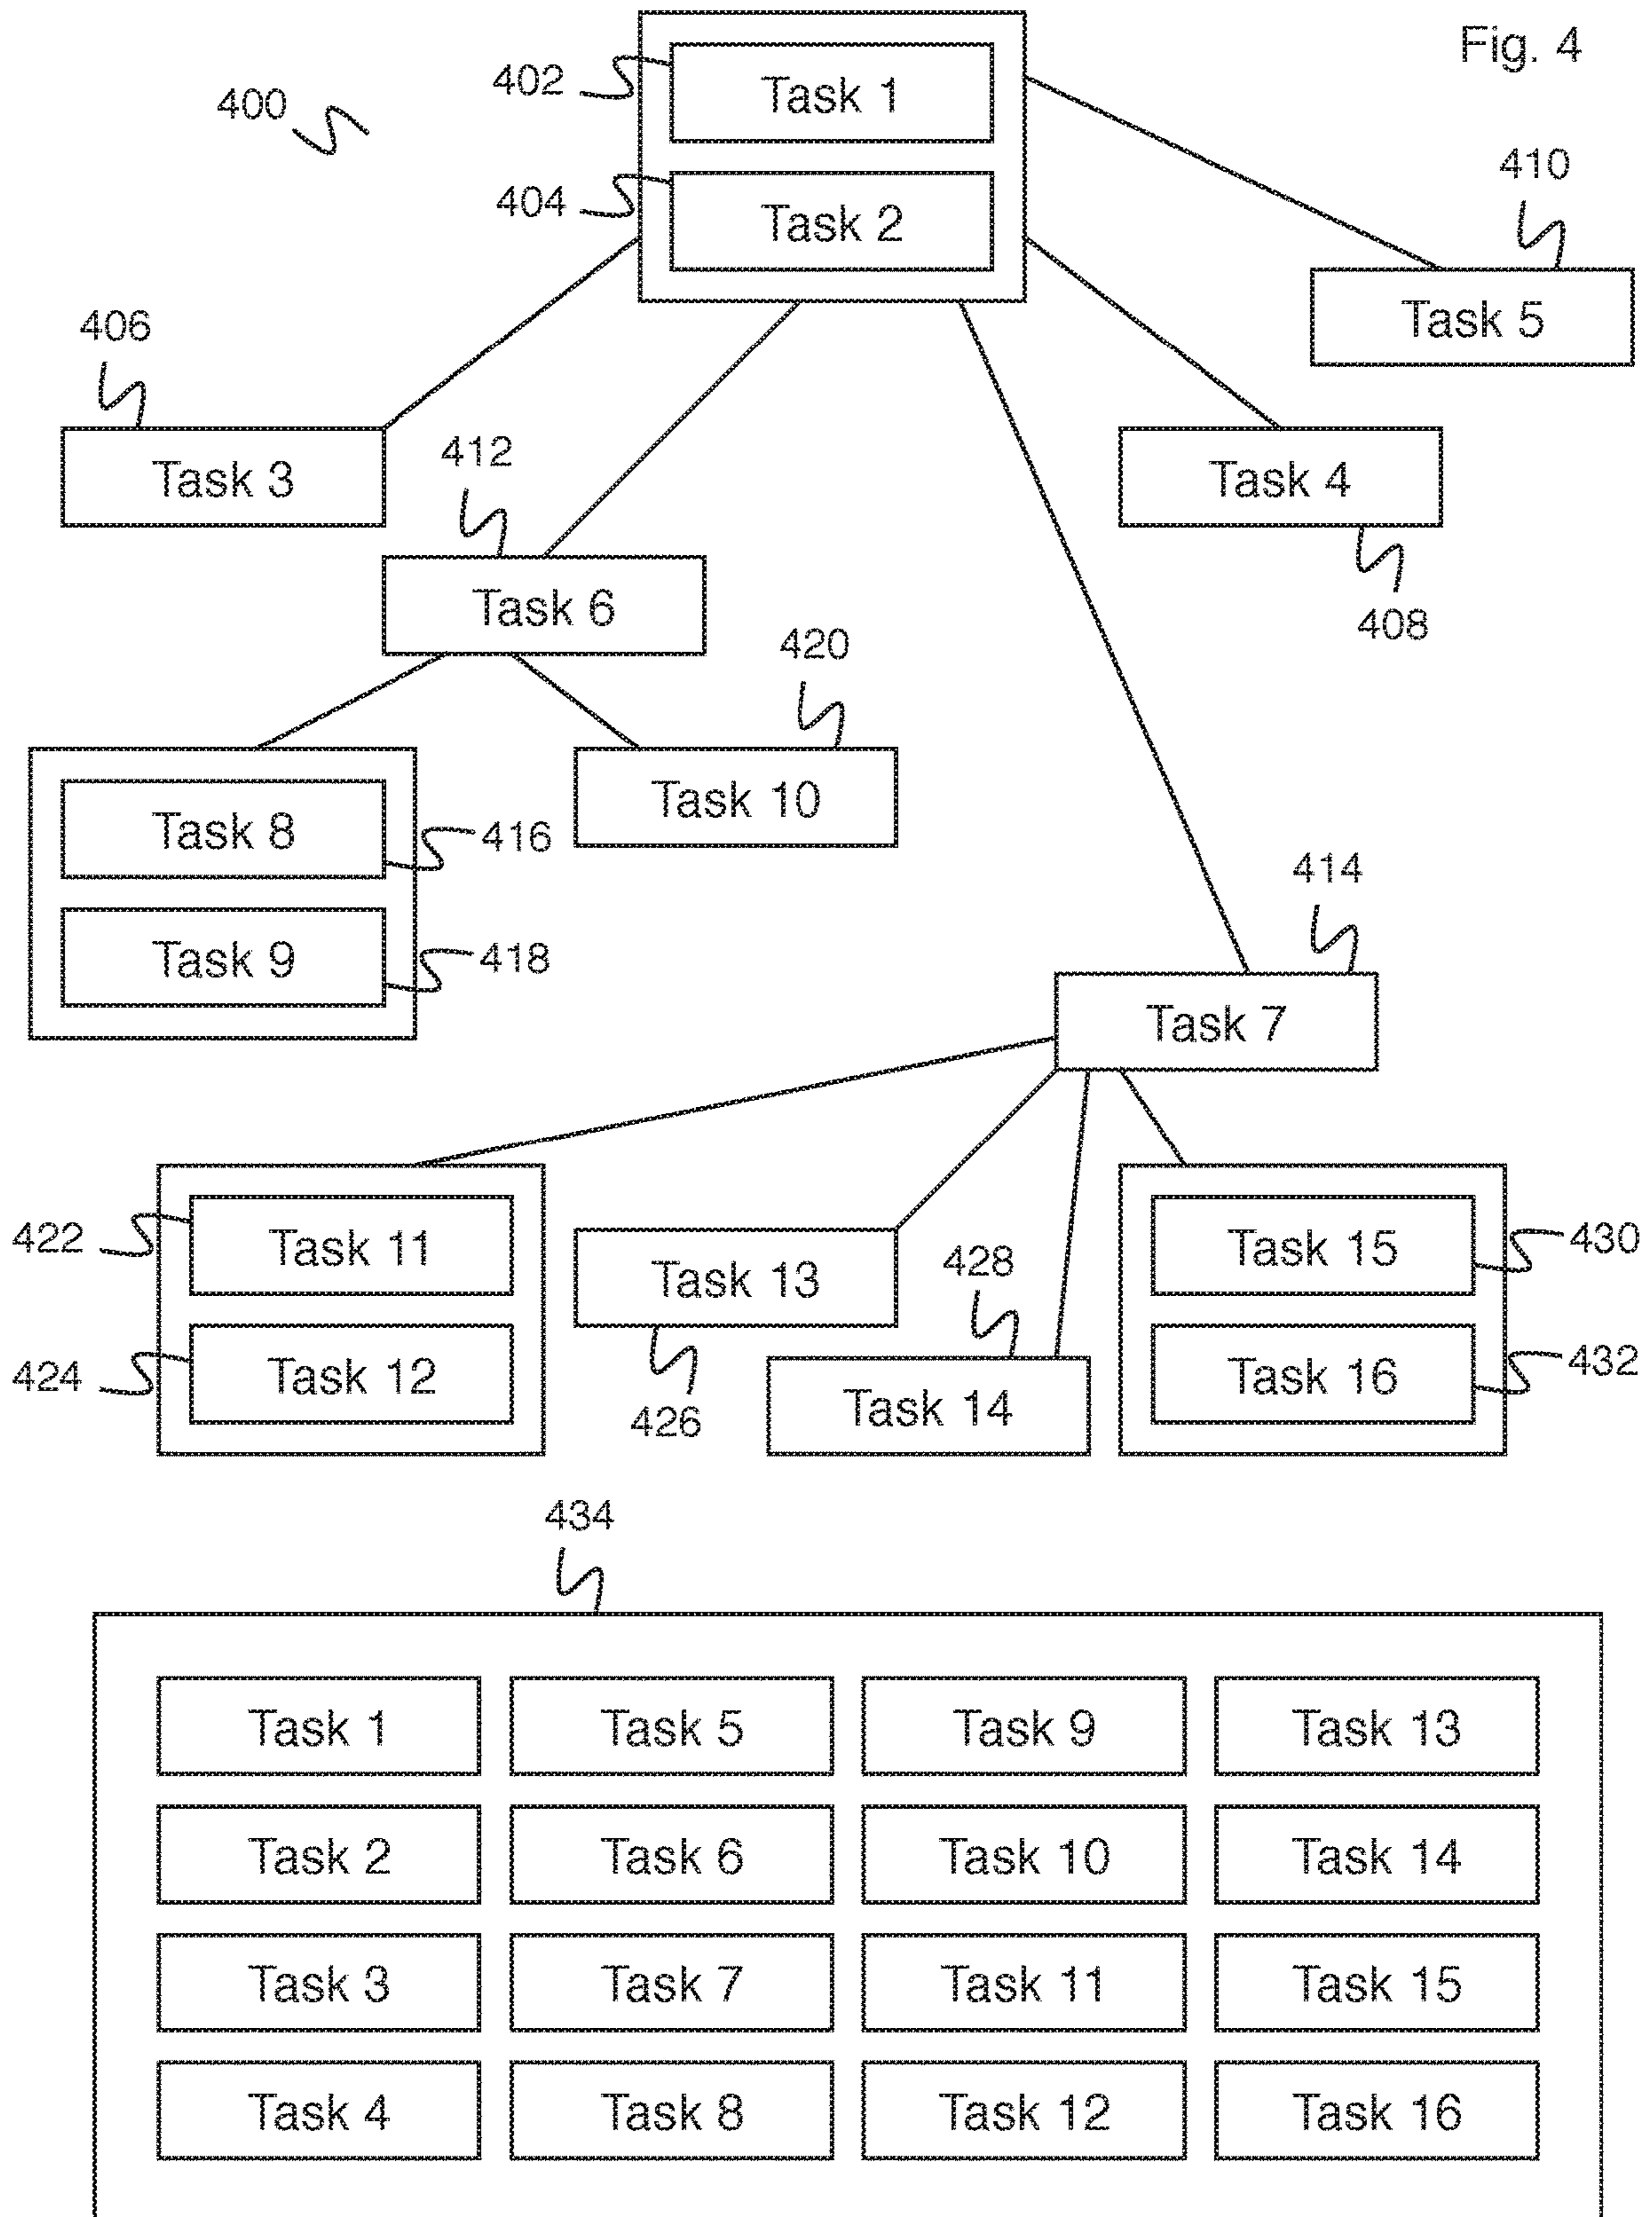 Fig. 4
400
402
Task 1
404
Task 2
410
Task 5
406
Task 3
412
Task 6
Task 4
408
420
Task 10
Task 8
416
Task 9
418
414
Task 7
422
Task 11
424
Task 12
Task 13
426
428
Task 14
Task 15
430
Task 16
432
434
Task 1 Task 5 Task 9 Task 13
Task 2 Task 6 Task 10 Task 14
Task 3 Task 7 Task 11 Task 15
Task 4 Task 8 Task 12 Task 16